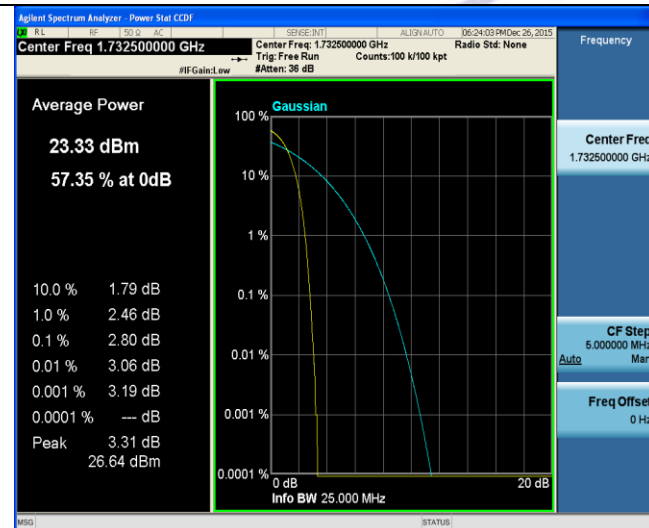 Agilent Spectrum Analyzer - Power Stat CCDF
LXI RL RF 50 Ω AC SENSE:INT ALIGN AUTO 06:24:03 PM Dec 26, 2015
Center Freq 1.732500000 GHz
Center Freq: 1.732500000 GHz Radio Std: None
Trig: Free Run Counts:100 k/100 kpt
#IFGain:Low #Atten: 36 dB
Frequency
Average Power
23.33 dBm
57.35 % at 0dB
10.0 % 1.79 dB
1.0 % 2.46 dB
0.1 % 2.80 dB
0.01 % 3.06 dB
0.001 % 3.19 dB
0.0001 % --- dB
Peak 3.31 dB
26.64 dBm
Gaussian
100 %
10 %
1 %
0.1 %
0.01 %
0.001 %
0.0001 %
0 dB 20 dB
Info BW 25.000 MHz
Center Freq
1.732500000 GHz
CF Step
5.000000 MHz
Auto Man
Freq Offset
0 Hz
MSG STATUS